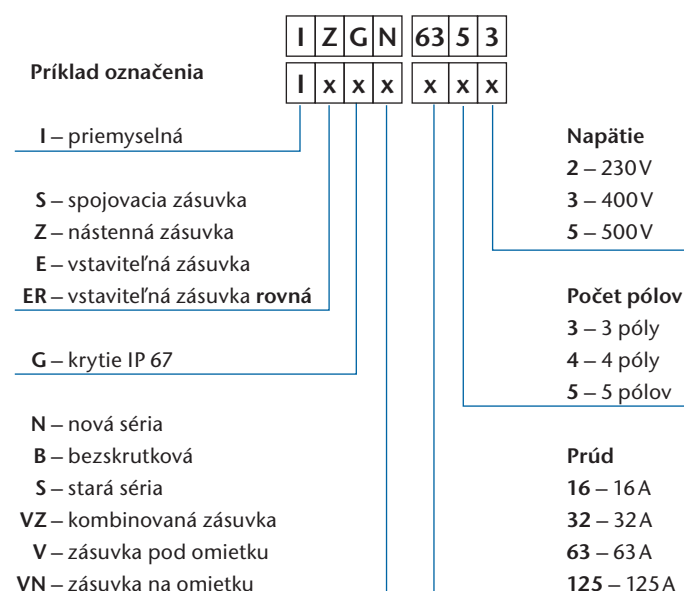 I Z G N 63 5 3
Príklad označenia
I x x x x x x
I – priemyselná
S – spojovacia zásuvka
Z – nástenná zásuvka
E – vstaviteľná zásuvka
ER – vstaviteľná zásuvka rovná
G – krytie IP 67
N – nová séria
B – bezskrutková
S – stará séria
VZ – kombinovaná zásuvka
V – zásuvka pod omietku
VN – zásuvka na omietku
Napätie
2 – 230 V
3 – 400 V
5 – 500 V
Počet pólov
3 – 3 póly
4 – 4 póly
5 – 5 pólov
Prúd
16 – 16 A
32 – 32 A
63 – 63 A
125 – 125 A